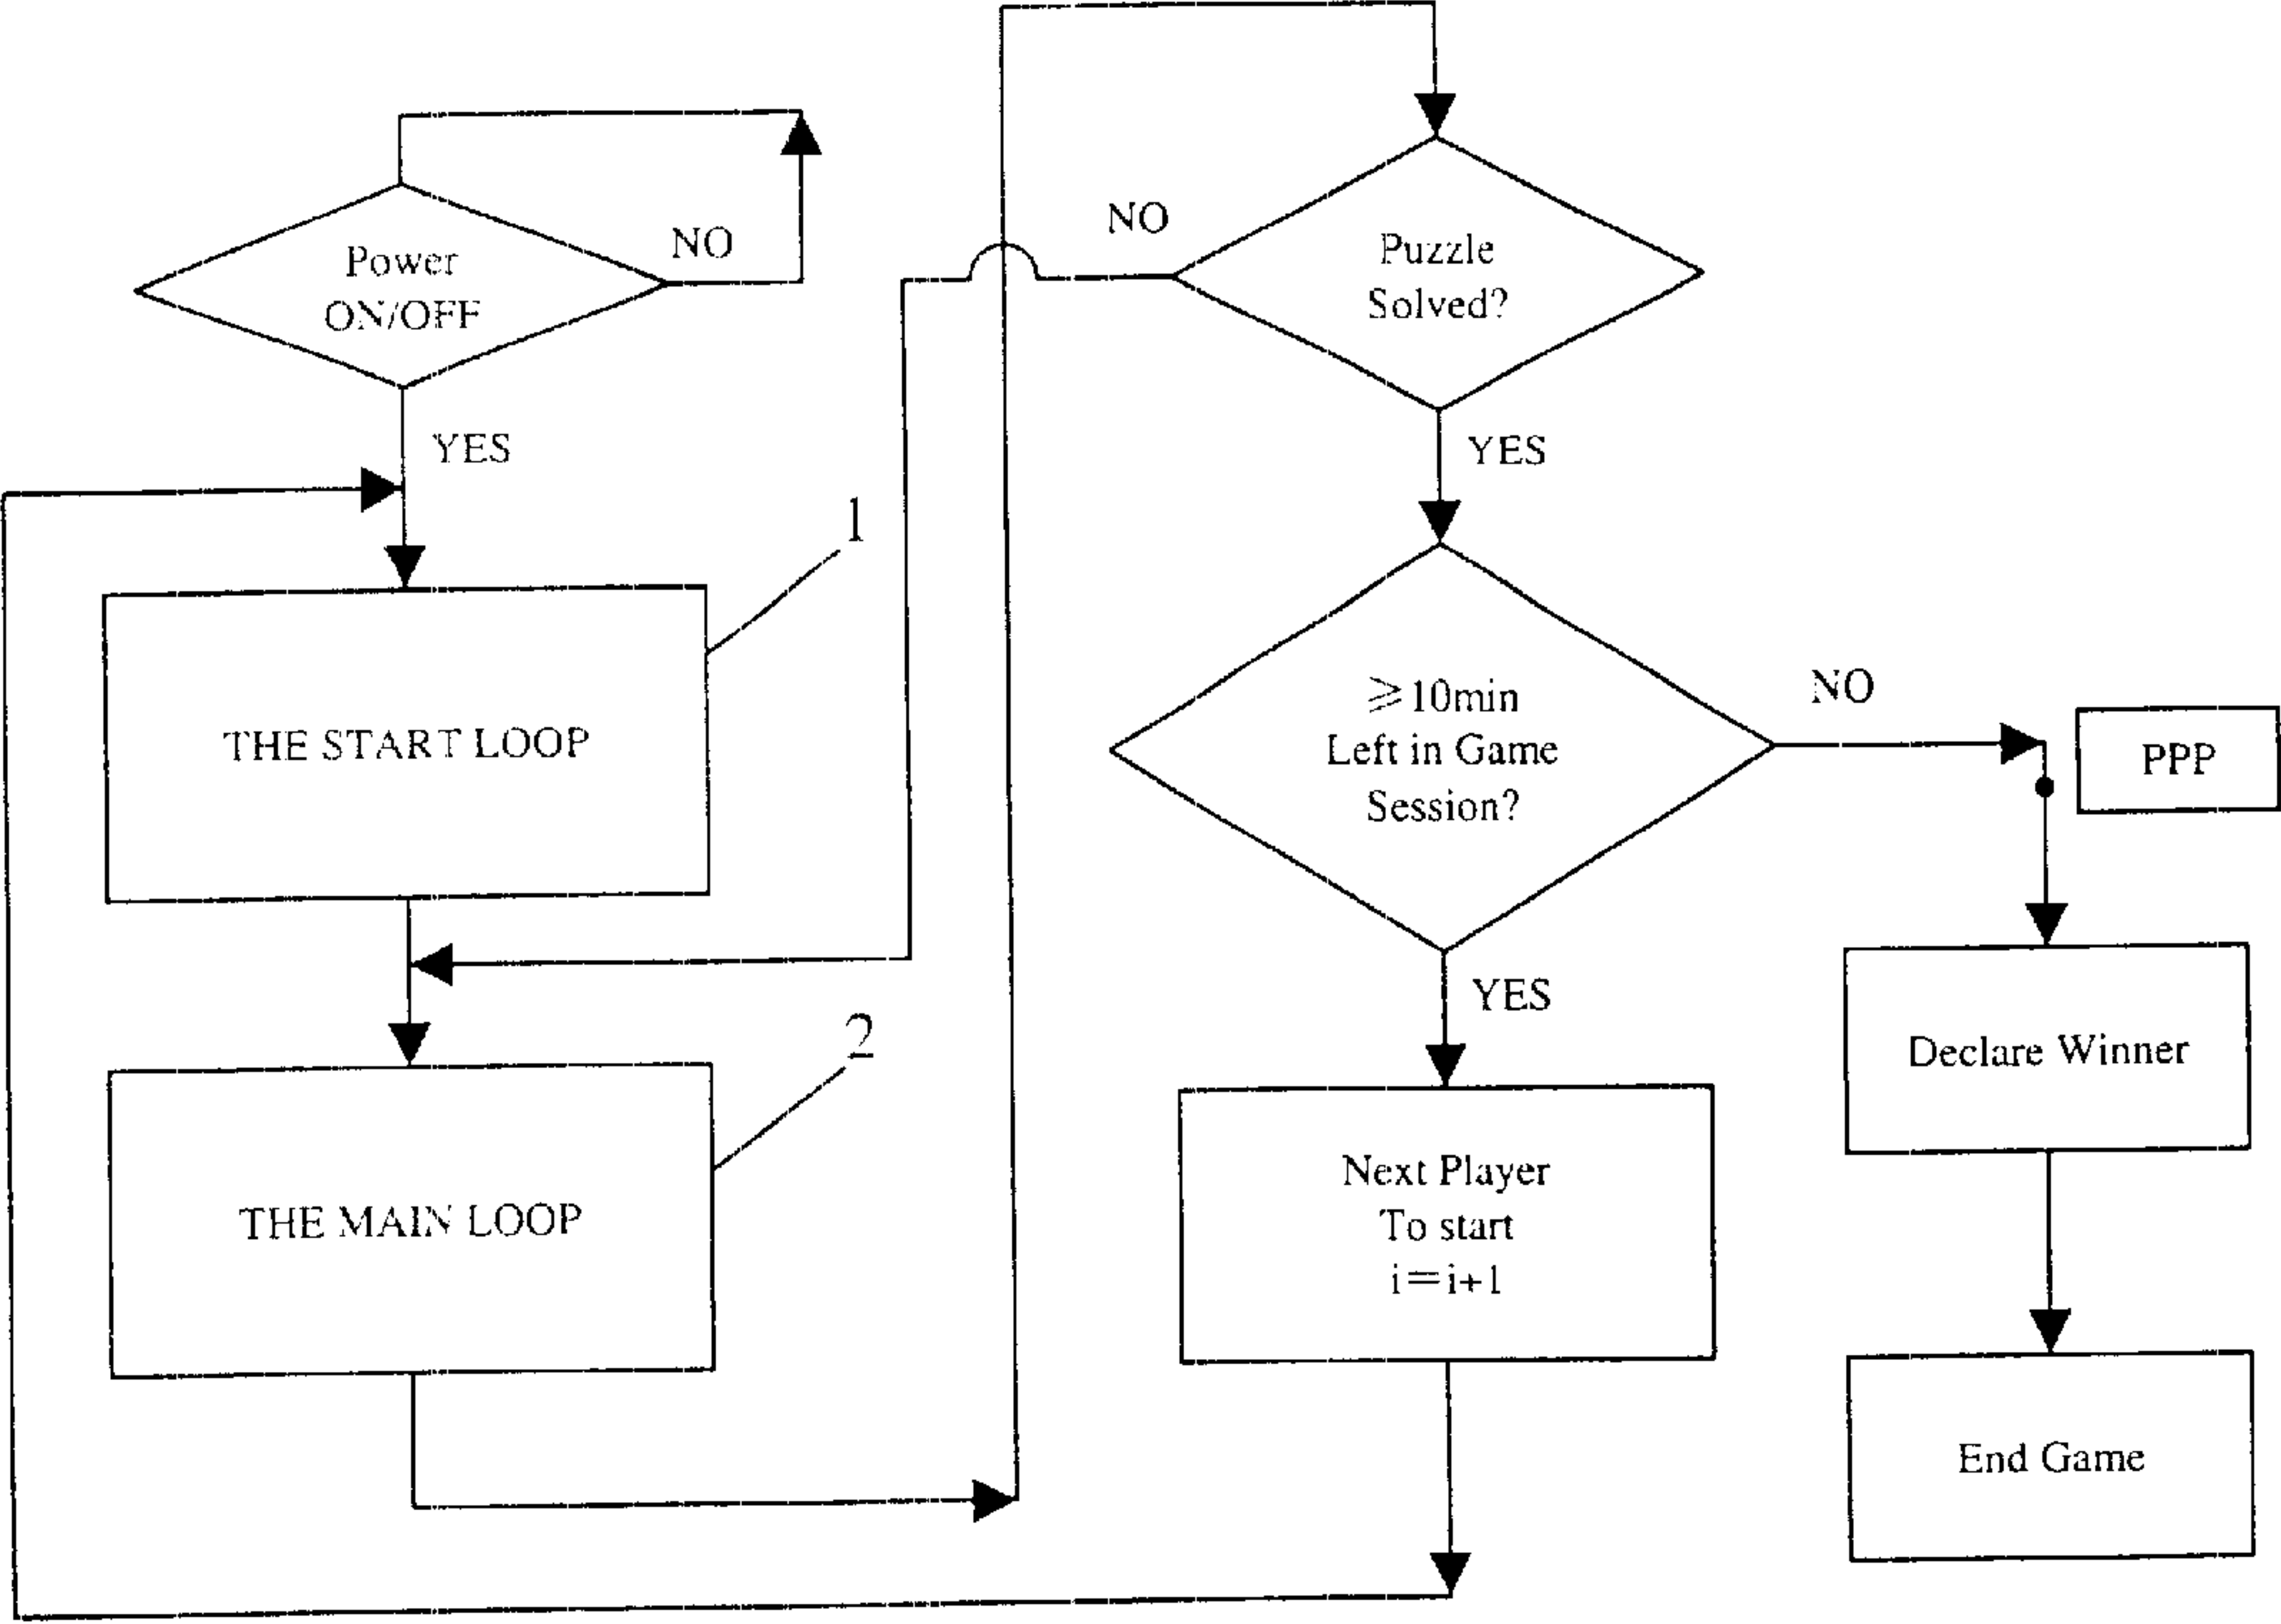 Power
ON/OFF
NO
YES
1
THE START LOOP
2
THE MAIN LOOP
NO
Puzzle
Solved?
YES
⩾10min
Left in Game
Session?
NO
PPP
YES
Declare Winner
Next Player
To start
i=i+1
End Game